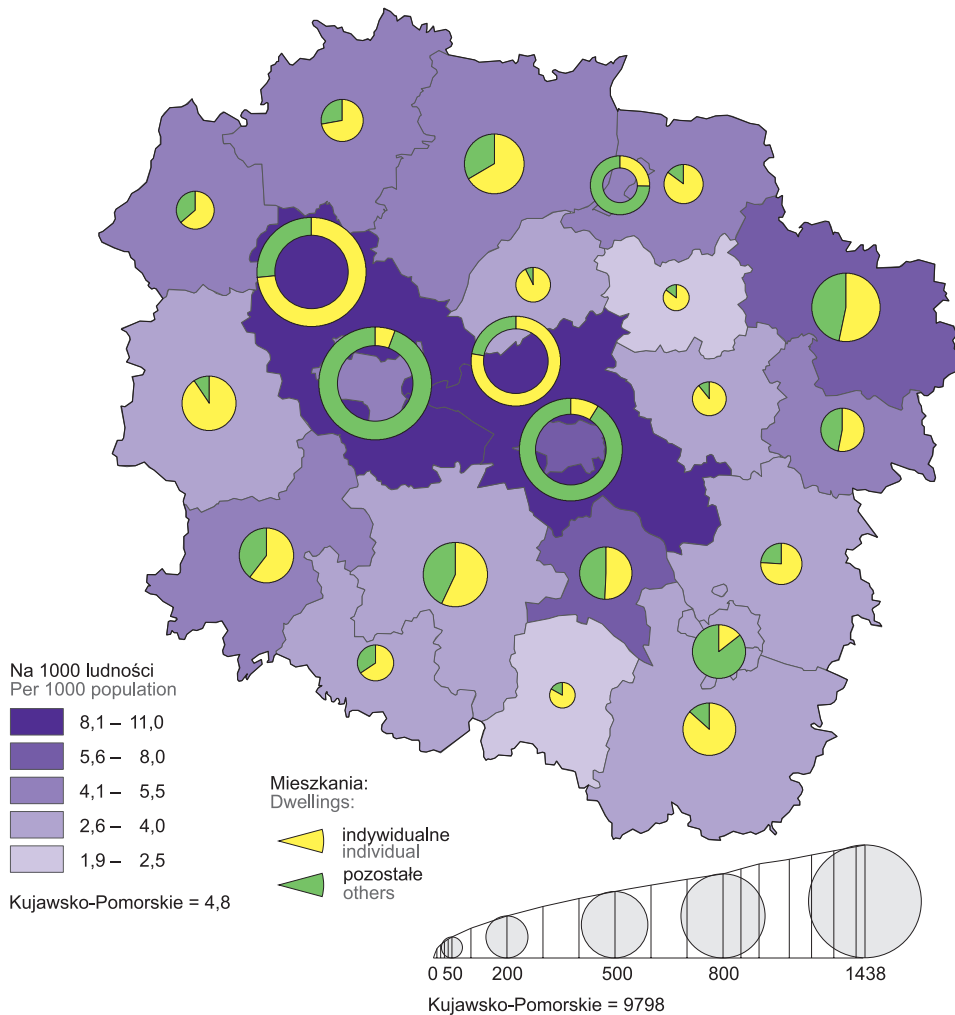 Na 1000 ludności
Per 1000 population
8,1 – 11,0
5,6 – 8,0
4,1 – 5,5
2,6 – 4,0
1,9 – 2,5
Kujawsko-Pomorskie = 4,8
Mieszkania:
Dwellings:
indywidualne
individual
pozostałe
others
0 50 200 500 800 1438
Kujawsko-Pomorskie = 9798